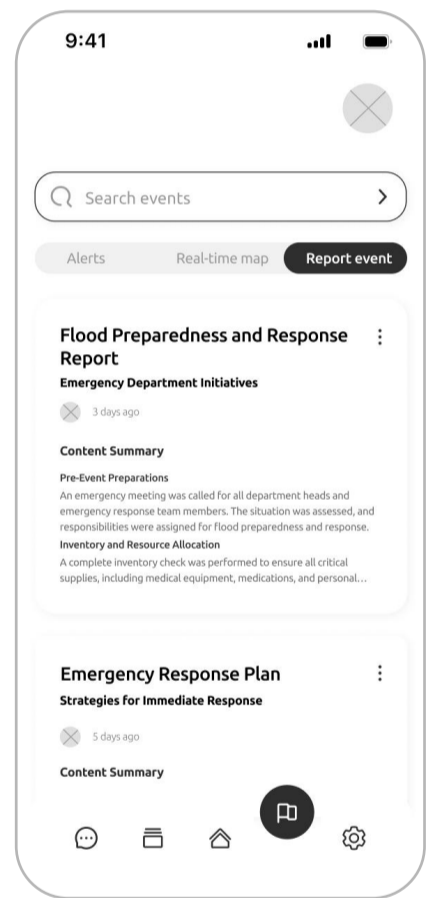 9:41
Search events
Alerts Real-time map Report event
Flood Preparedness and Response
Report
Emergency Department Initiatives
3 days ago
Content Summary
Pre-Event Preparations
An emergency meeting was called for all department heads and
emergency response team members. The situation was assessed, and
responsibilities were assigned for flood preparedness and response.
Inventory and Resource Allocation
A complete inventory check was performed to ensure all critical
supplies, including medical equipment, medications, and personal...
Emergency Response Plan
Strategies for Immediate Response
5 days ago
Content Summary